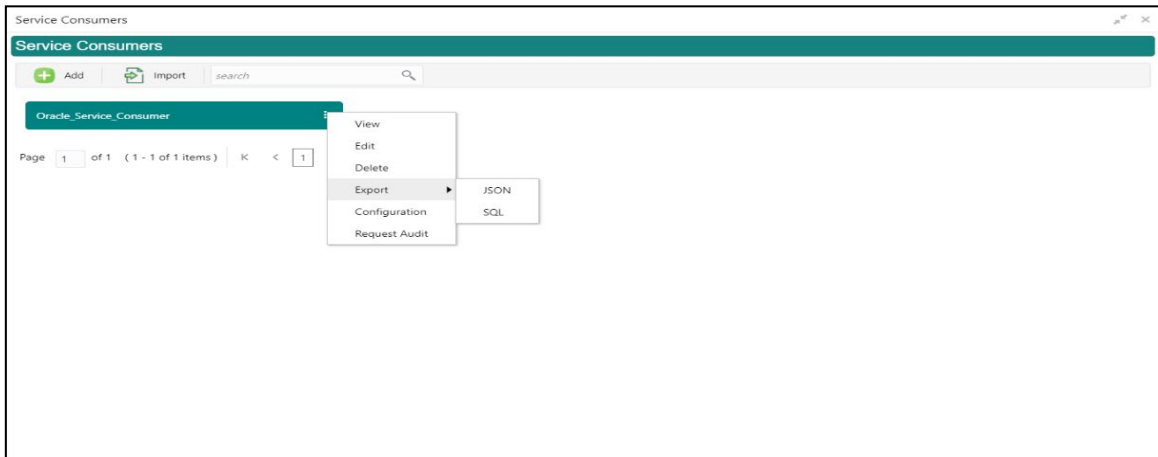 Service Consumers
Service Consumers
Add Import search
Oracle_Service_Consumer
View
Edit
Page 1 of 1 ( 1 - 1 of 1 items ) K < 1
Delete
Export JSON
Configuration SQL
Request Audit